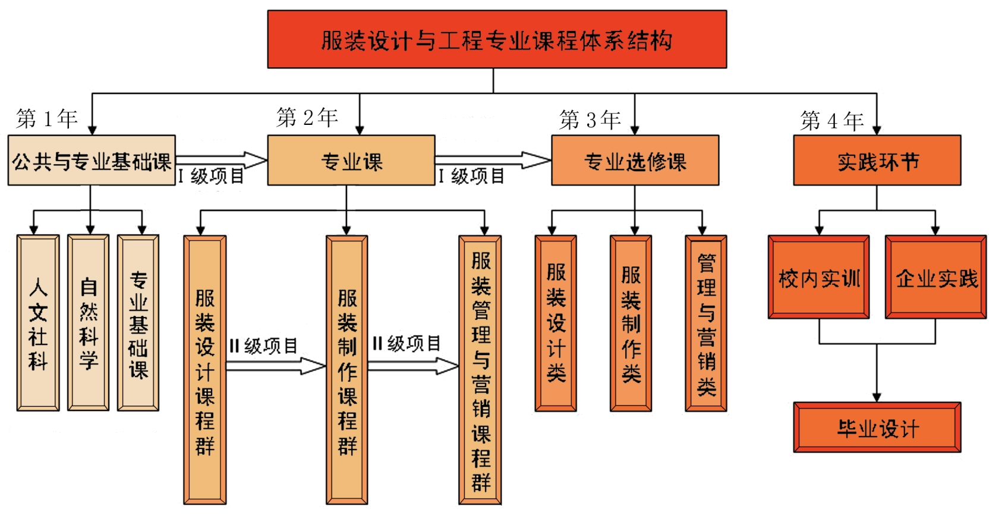 服装设计与工程专业课程体系结构
第1年
第2年
第3年
第4年
公共与专业基础课
Ⅰ级项目
专业课
Ⅰ级项目
专业选修课
实践环节
人文社科
自然科学
专业基础课
服装设计课程群
Ⅱ级项目
服装制作课程群
Ⅱ级项目
服装管理与营销课程群
服装设计类
服装制作类
管理与营销类
校内实训
企业实践
毕业设计